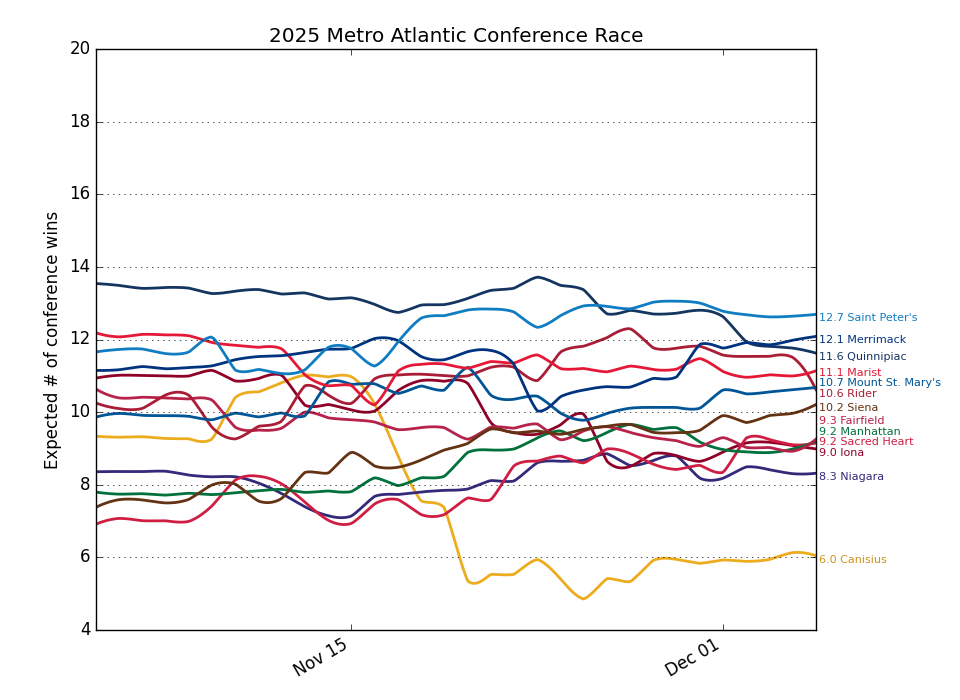 2025 Metro Atlantic Conference Race
Expected # of conference wins
20
18
16
14
12
10
8
6
4
Nov 15
Dec 01
12.7 Saint Peter's
12.1 Merrimack
11.6 Quinnipiac
11.1 Marist
10.7 Mount St. Mary's
10.6 Rider
10.2 Siena
9.3 Fairfield
9.2 Manhattan
9.2 Sacred Heart
9.0 Iona
8.3 Niagara
6.0 Canisius